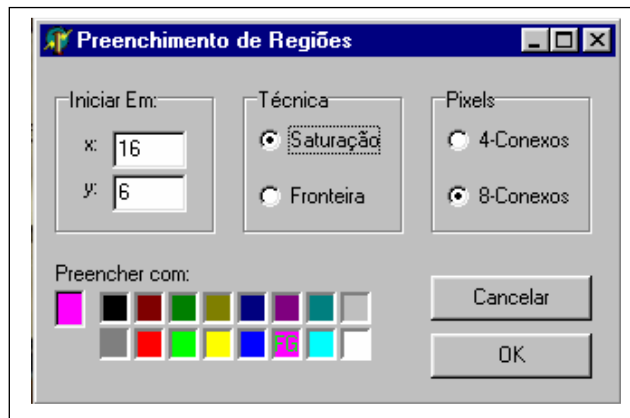 Preenchimento de Regiões
Iniciar Em:
x: 16
y: 6
Técnica
Saturação
Fronteira
Pixels
4-Conexos
8-Conexos
Preencher com:
FG
Cancelar
OK